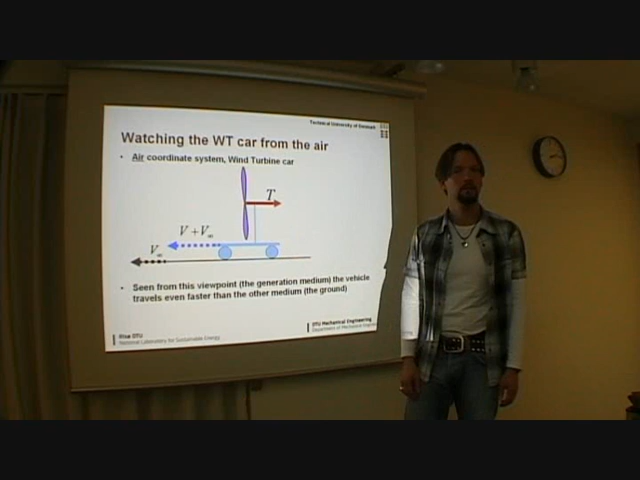 Technical University of Denmark
Watching the WT car from the air
• Air coordinate system, Wind Turbine car
T
V + V∞
V∞
• Seen from this viewpoint (the generation medium) the vehicle
travels even faster than the other medium (the ground)
Risø DTU
National Laboratory for Sustainable Energy
DTU Mechanical Engineering
Department of Mechanical